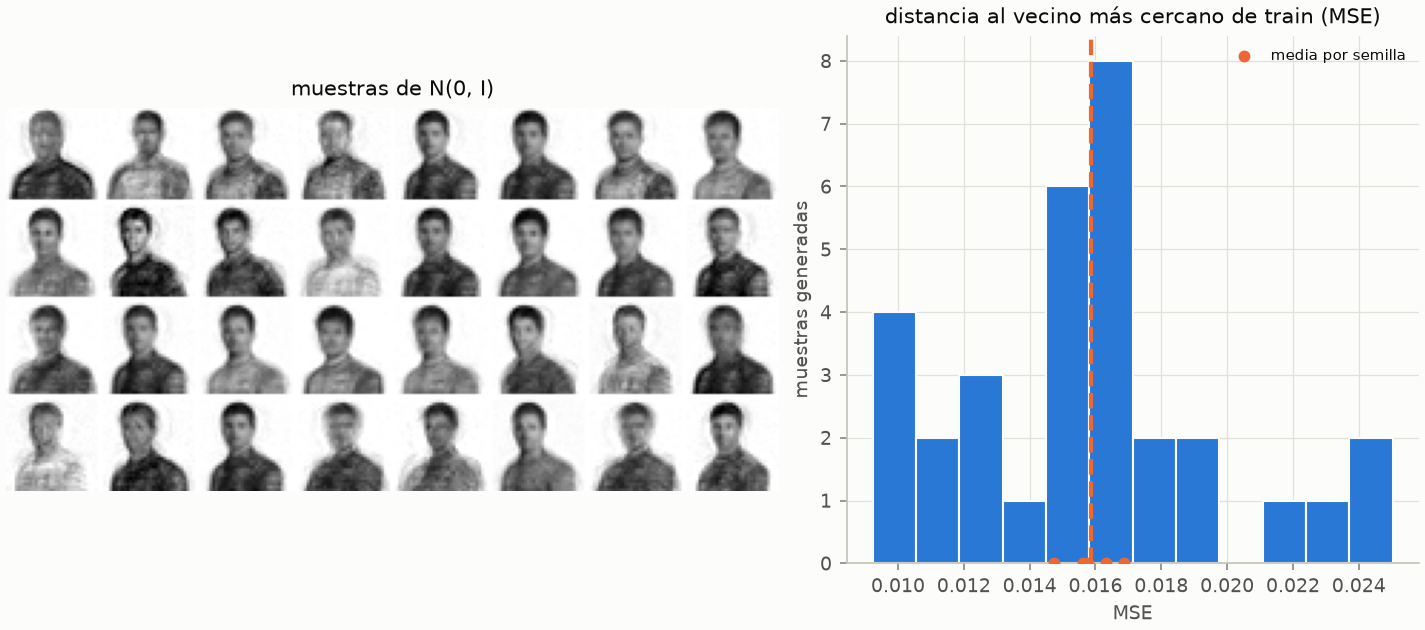 muestras de N(0, I)
distancia al vecino más cercano de train (MSE)
media por semilla
muestras generadas
8
7
6
5
4
3
2
1
0
0.010 0.012 0.014 0.016 0.018 0.020 0.022 0.024
MSE